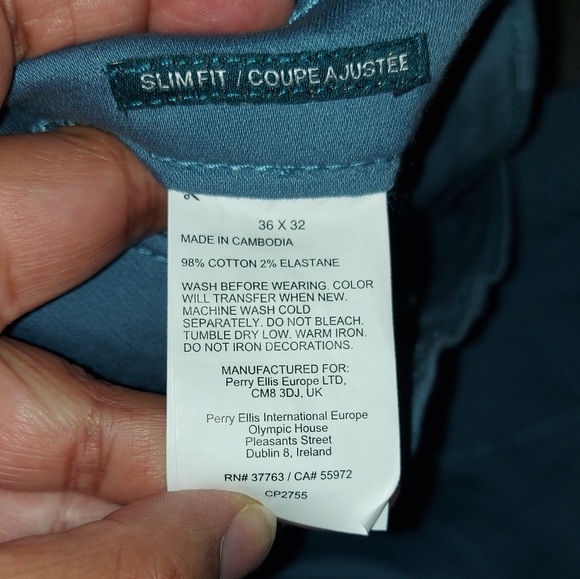 SLIM FIT / COUPE AJUSTÉE
36 X 32
MADE IN CAMBODIA
98% COTTON 2% ELASTANE
WASH BEFORE WEARING. COLOR
WILL TRANSFER WHEN NEW.
MACHINE WASH COLD
SEPARATELY. DO NOT BLEACH.
TUMBLE DRY LOW. WARM IRON.
DO NOT IRON DECORATIONS.
MANUFACTURED FOR:
Perry Ellis Europe LTD,
CM8 3DJ, UK
Perry Ellis International Europe
Olympic House
Pleasants Street
Dublin 8, Ireland
RN# 37763 / CA# 55972
CP2755